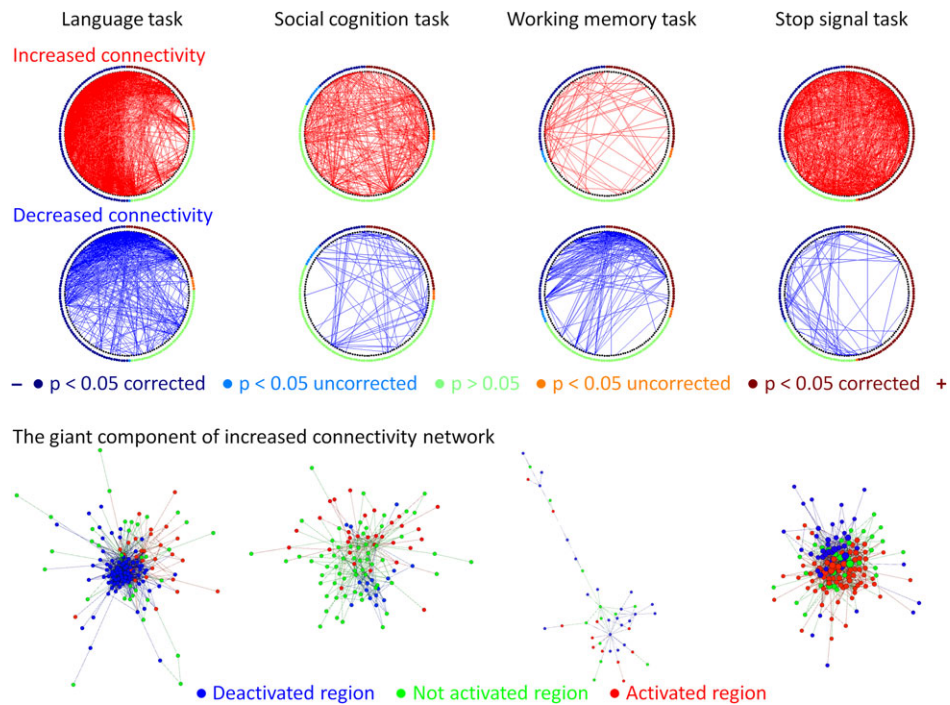 Language task Social cognition task Working memory task Stop signal task
Increased connectivity
Decreased connectivity
– p < 0.05 corrected p < 0.05 uncorrected p > 0.05 p < 0.05 uncorrected p < 0.05 corrected +
The giant component of increased connectivity network
Deactivated region Not activated region Activated region